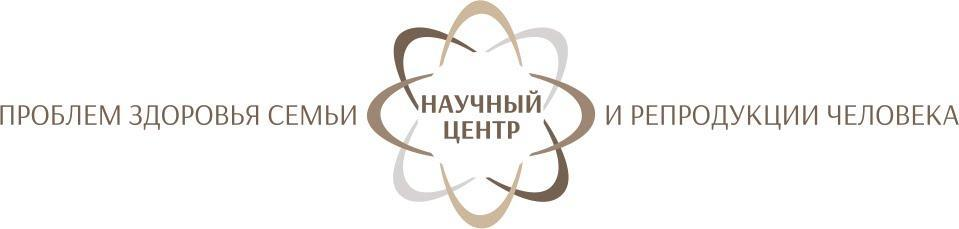 НАУЧНЫЙ
ЦЕНТР
ПРОБЛЕМ ЗДОРОВЬЯ СЕМЬИ
И РЕПРОДУКЦИИ ЧЕЛОВЕКА